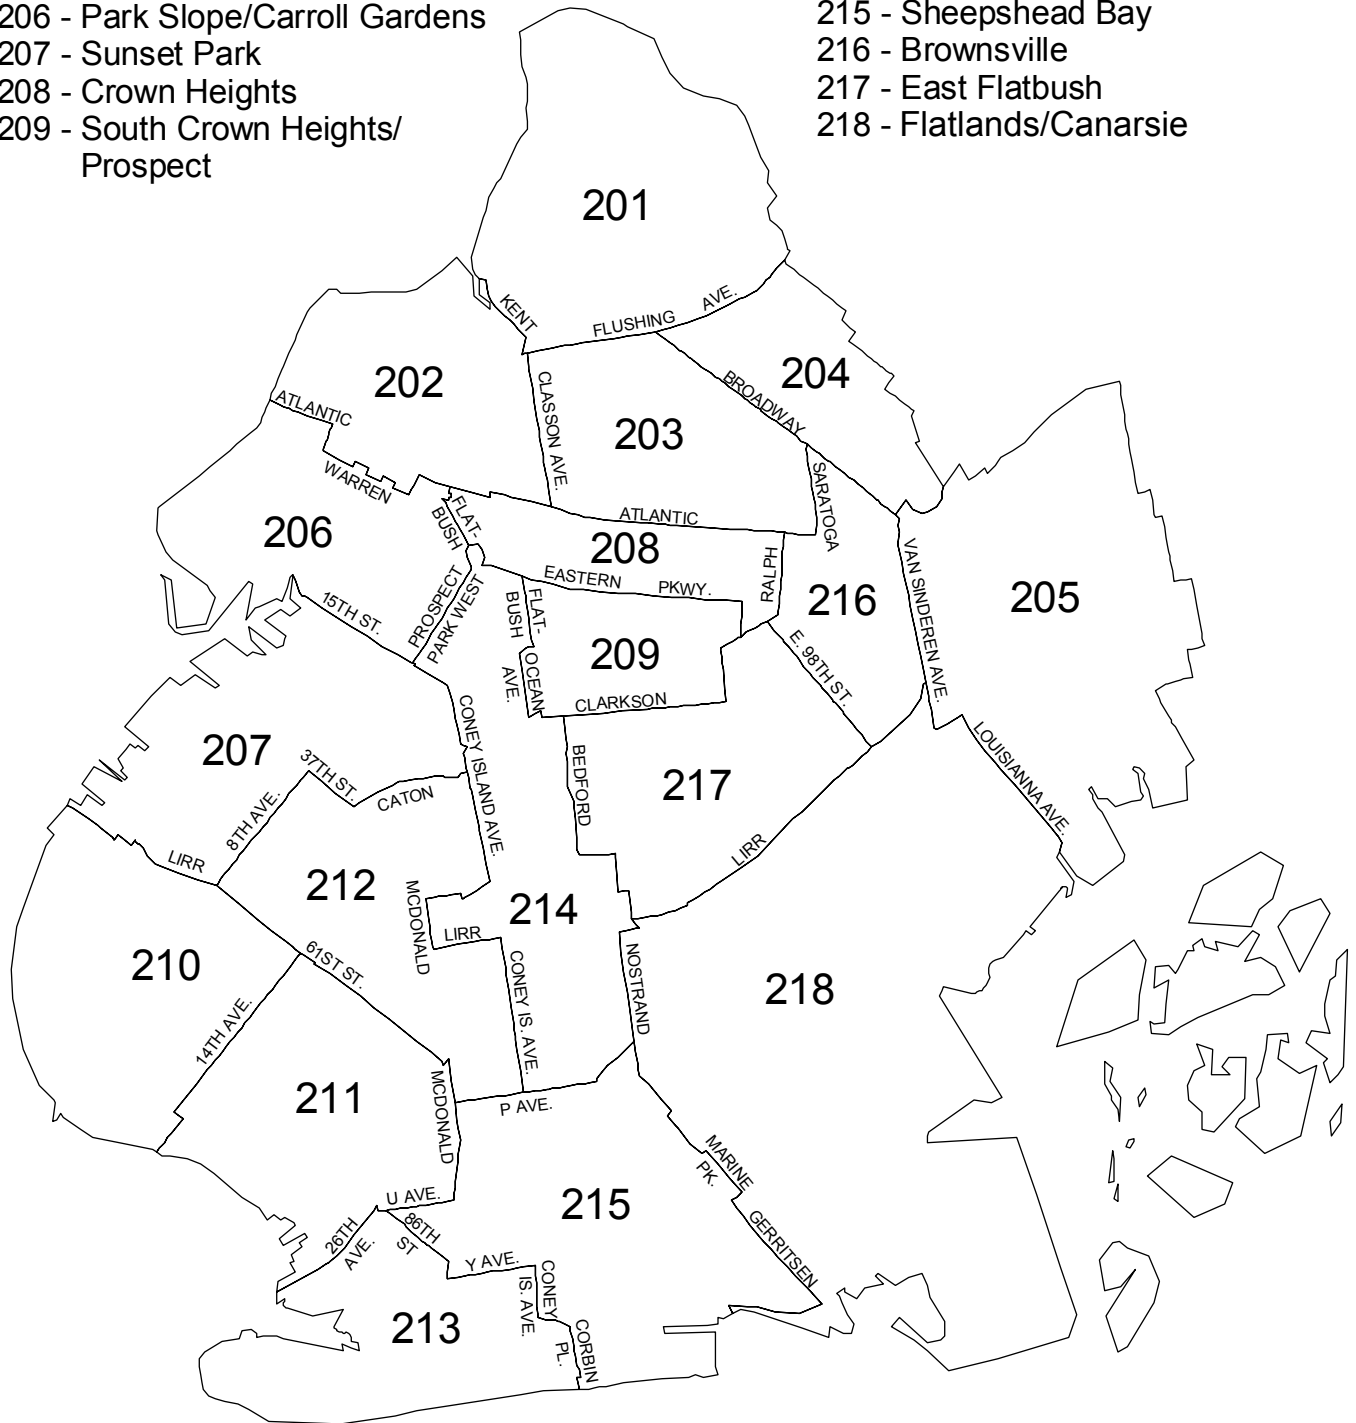 206 - Park Slope/Carroll Gardens
207 - Sunset Park
208 - Crown Heights
209 - South Crown Heights/
Prospect
215 - Sheepshead Bay
216 - Brownsville
217 - East Flatbush
218 - Flatlands/Canarsie
201
KENT
FLUSHING
AVE.
202
204
ATLANTIC
CLASSON AVE.
BROADWAY
203
WARREN
SARATOGA
FLAT-
BUSH
ATLANTIC
206
208
VAN SINDEREN AVE.
EASTERN
PKWY.
RALPH
216
205
15TH ST.
PROSPECT
PARK WEST
FLAT-
BUSH
OCEAN
AVE.
209
E. 98TH ST.
CLARKSON
CONEY ISLAND AVE.
207
37TH ST.
CATON
BEDFORD
217
LOUISIANNA AVE.
8TH AVE.
LIRR
LIRR
212
MCDONALD
214
LIRR
210
61ST ST.
CONEY IS. AVE.
NOSTRAND
218
14TH AVE.
211
MCDONALD
P AVE.
MARINE
PK.
U AVE.
215
26TH
AVE.
86TH
ST
GERRITSEN
Y AVE.
CONEY
IS. AVE.
213
CORBIN
PL.